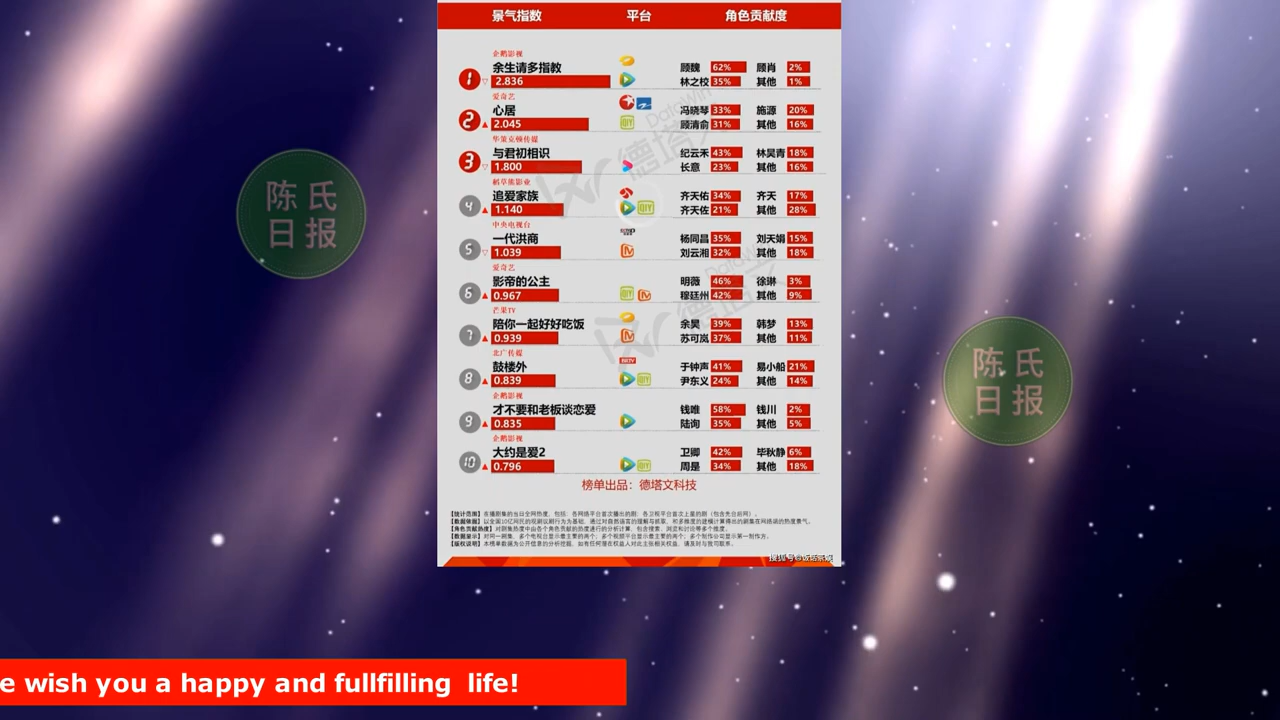 景气指数 平台 角色贡献度
企鹅影视
余生请多指教 顾魏 62% 顾肖 2%
1 2.836 林之校 35% 其他 1%
爱奇艺
心居 冯晓琴 33% 施源 20%
2 2.045 顾清俞 31% 其他 16%
华策克顿传媒
与君初相识 纪云禾 43% 林昊青 18%
3 1.800 长意 23% 其他 16%
稻草熊影业
追爱家族 齐天佑 34% 齐天 17%
4 1.140 齐天佐 21% 其他 28%
中央电视台
一代洪商 杨同昌 35% 刘天娟 15%
5 1.039 刘云湘 32% 其他 18%
爱奇艺
影帝的公主 明薇 46% 徐琳 3%
6 0.967 穆廷州 42% 其他 9%
芒果TV
陪你一起好好吃饭 余昊 39% 韩梦 13%
7 0.939 苏可岚 37% 其他 11%
北广传媒
鼓楼外 于钟声 41% 易小船 21%
8 0.839 尹东义 24% 其他 14%
企鹅影视
才不要和老板谈恋爱 钱唯 58% 钱川 2%
9 0.835 陆询 35% 其他 5%
企鹅影视
大约是爱2 卫卿 42% 毕秋静 6%
10 0.796 周是 34% 其他 18%
榜单出品：德塔文科技
陈氏
日报
陈氏
日报
e wish you a happy and fullfilling life!